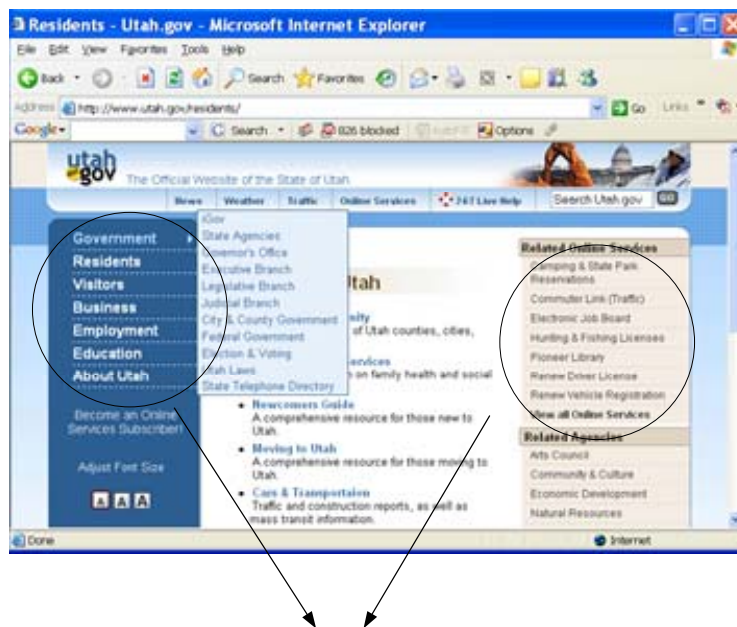 Residents - Utah.gov - Microsoft Internet Explorer
File Edit View Favorites Tools Help
Back Search Favorites
Address http://www.utah.gov/residents/ Go Links
Google Search 826 blocked Options
utah gov The Official Website of the State of Utah
News Weather Traffic Online Services 24/7 Live Help Search Utah.gov GO
Government
Residents
Visitors
Business
Employment
Education
About Utah
Become an Online
Services Subscriber!
Adjust Font Size
A A A
iGov
State Agencies
Governor's Office
Executive Branch
Legislative Branch
Judicial Branch
City & County Government
Federal Government
Election & Voting
Utah Laws
State Telephone Directory
Utah
of Utah counties, cities,
on family health and social
Newcomers Guide
A comprehensive resource for those new to
Utah.
Moving to Utah
A comprehensive resource for those moving to
Utah.
Cars & Transportaion
Traffic and construction reports, as well as
mass transit information.
Related Online Services
Camping & State Park
Reservations
Commuter Link (Traffic)
Electronic Job Board
Hunting & Fishing Licenses
Pioneer Library
Renew Driver License
Renew Vehicle Registration
View all Online Services
Related Agencies
Arts Council
Community & Culture
Economic Development
Natural Resources
Done Internet